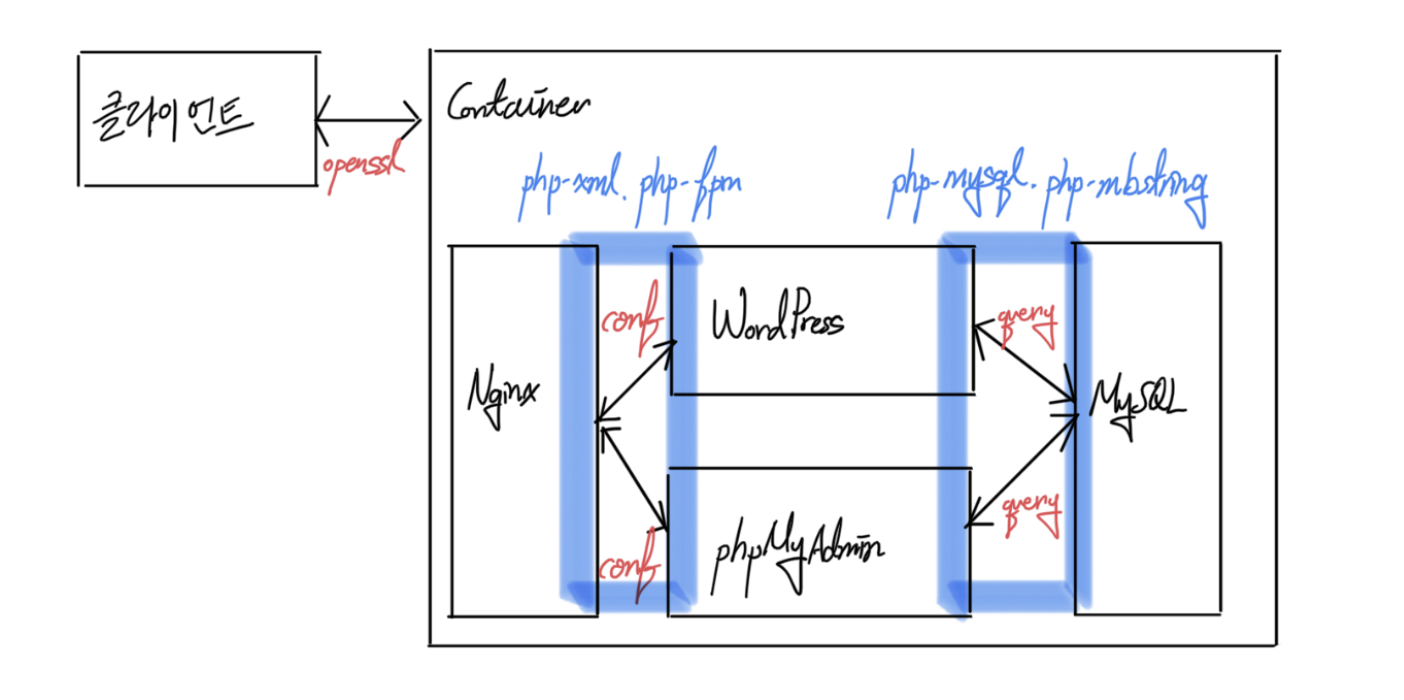 클라이언트
openssl
Container
php-xml. php-fpm
php-mysql. php-mbstring
Nginx
conf
WordPress
query
MySQL
conf
phpMyAdmin
query